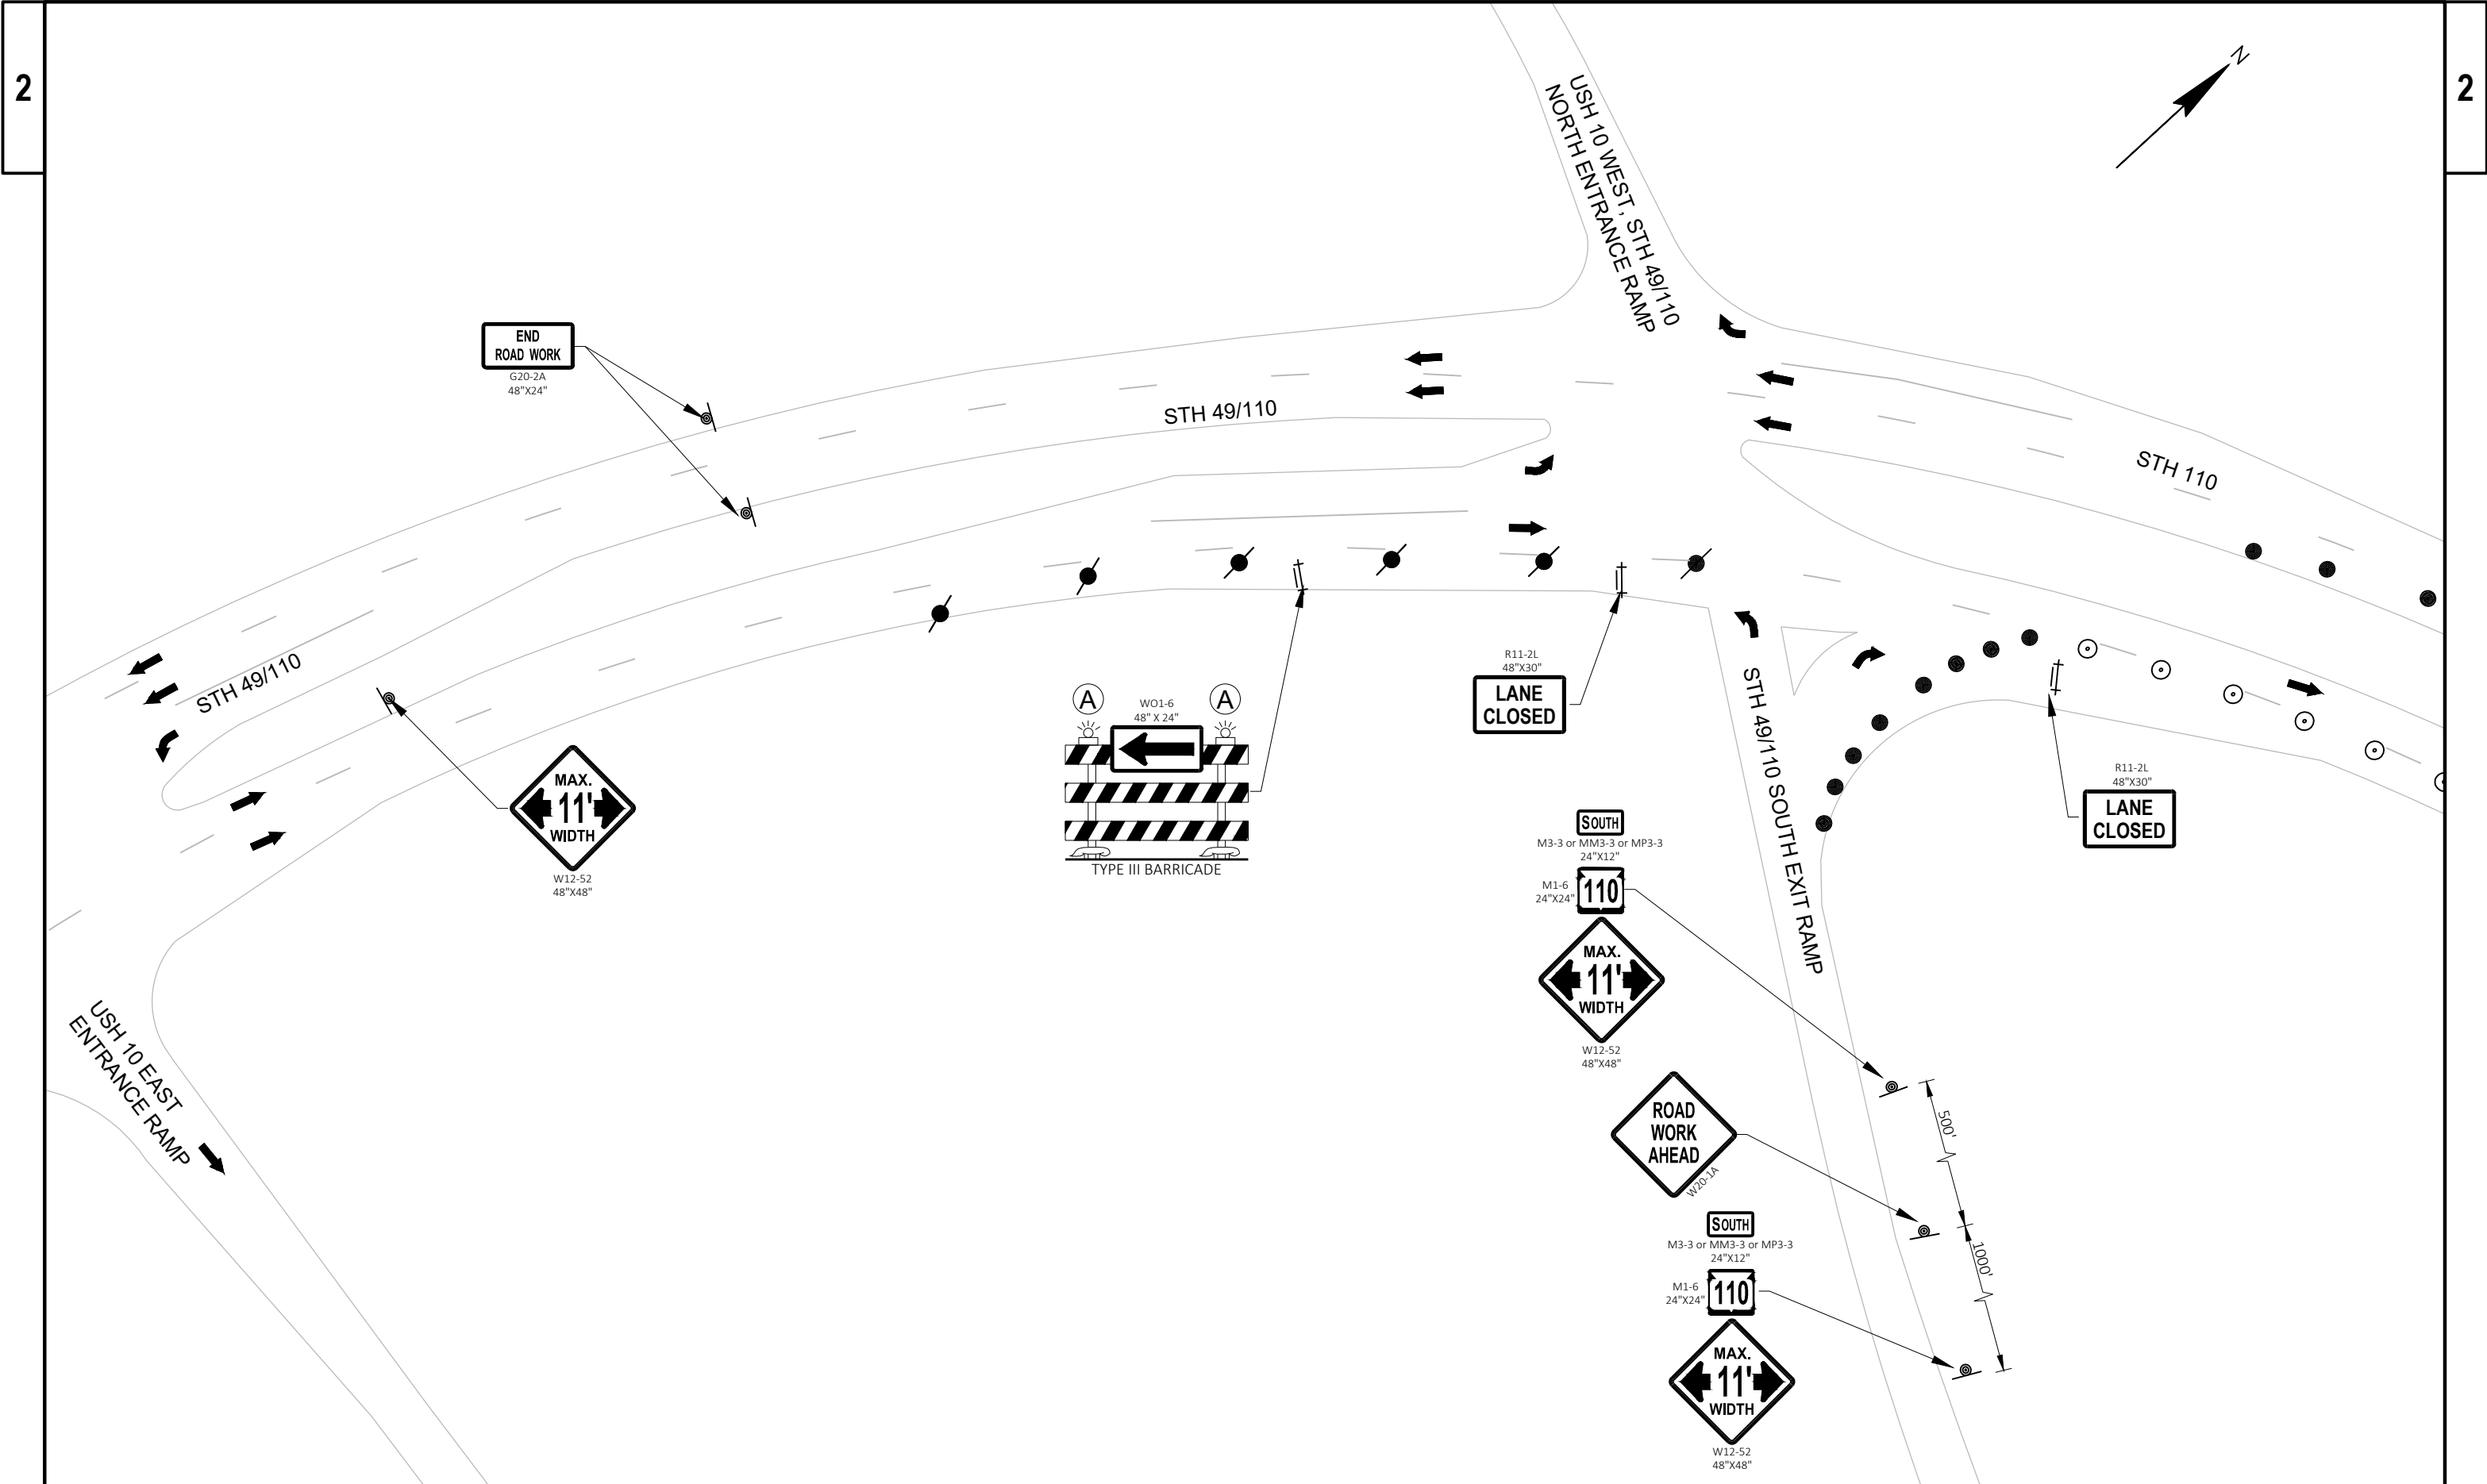 2
2
N
USH 10 WEST, STH 49/110
NORTH ENTRANCE RAMP
END
ROAD WORK
G20-2A
48"X24"
STH 49/110
STH 110
STH 49/110
MAX.
11'
WIDTH
W12-52
48"X48"
A
A
WO1-6
48" X 24"
TYPE III BARRICADE
R11-2L
48"X30"
LANE
CLOSED
STH 49/110 SOUTH EXIT RAMP
R11-2L
48"X30"
LANE
CLOSED
SOUTH
M3-3 or MM3-3 or MP3-3
24"X12"
M1-6
24"X24"
110
MAX.
11'
WIDTH
W12-52
48"X48"
USH 10 EAST
ENTRANCE RAMP
ROAD
WORK
AHEAD
W20-1A
500'
1000'
SOUTH
M3-3 or MM3-3 or MP3-3
24"X12"
M1-6
24"X24"
110
MAX.
11'
WIDTH
W12-52
48"X48"